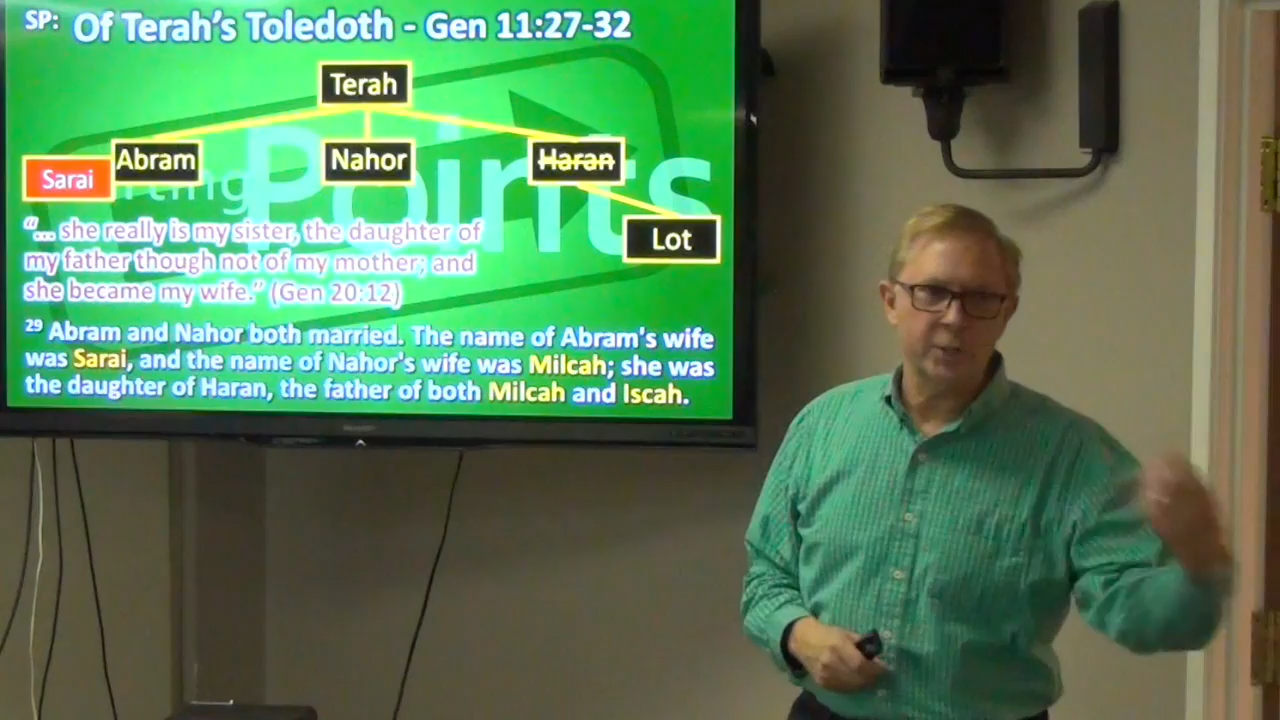 SP: Of Terah's Toledoth - Gen 11:27-32
Terah
Abram
Nahor
Haran
Sarai
Lot
Points
"... she really is my sister, the daughter of
my father though not of my mother; and
she became my wife." (Gen 20:12)
29 Abram and Nahor both married. The name of Abram's wife
was Sarai, and the name of Nahor's wife was Milcah; she was
the daughter of Haran, the father of both Milcah and Iscah.